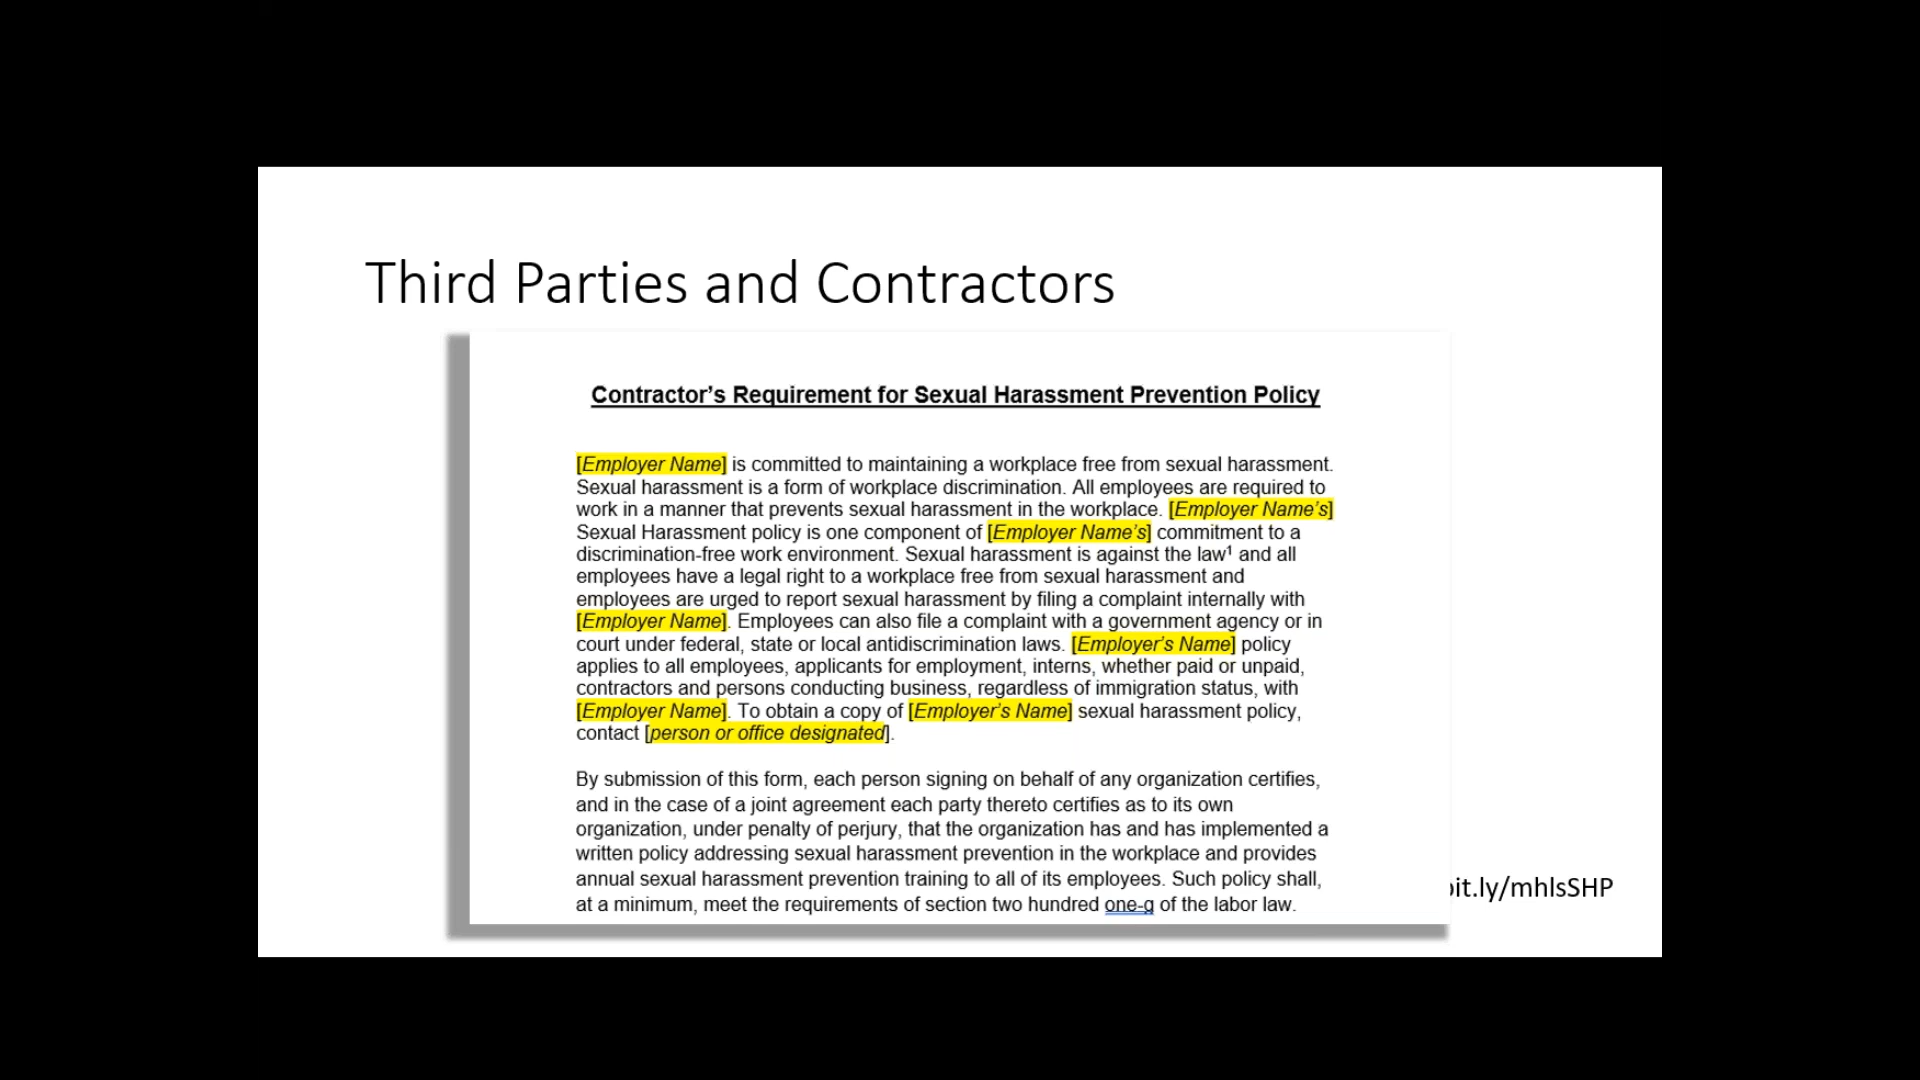 Third Parties and Contractors
Contractor’s Requirement for Sexual Harassment Prevention Policy
[Employer Name] is committed to maintaining a workplace free from sexual harassment.
Sexual harassment is a form of workplace discrimination. All employees are required to
work in a manner that prevents sexual harassment in the workplace. [Employer Name’s]
Sexual Harassment policy is one component of [Employer Name’s] commitment to a
discrimination-free work environment. Sexual harassment is against the law¹ and all
employees have a legal right to a workplace free from sexual harassment and
employees are urged to report sexual harassment by filing a complaint internally with
[Employer Name]. Employees can also file a complaint with a government agency or in
court under federal, state or local antidiscrimination laws. [Employer’s Name] policy
applies to all employees, applicants for employment, interns, whether paid or unpaid,
contractors and persons conducting business, regardless of immigration status, with
[Employer Name]. To obtain a copy of [Employer’s Name] sexual harassment policy,
contact [person or office designated].
By submission of this form, each person signing on behalf of any organization certifies,
and in the case of a joint agreement each party thereto certifies as to its own
organization, under penalty of perjury, that the organization has and has implemented a
written policy addressing sexual harassment prevention in the workplace and provides
annual sexual harassment prevention training to all of its employees. Such policy shall,
at a minimum, meet the requirements of section two hundred one-g of the labor law.
bit.ly/mhlsSHP